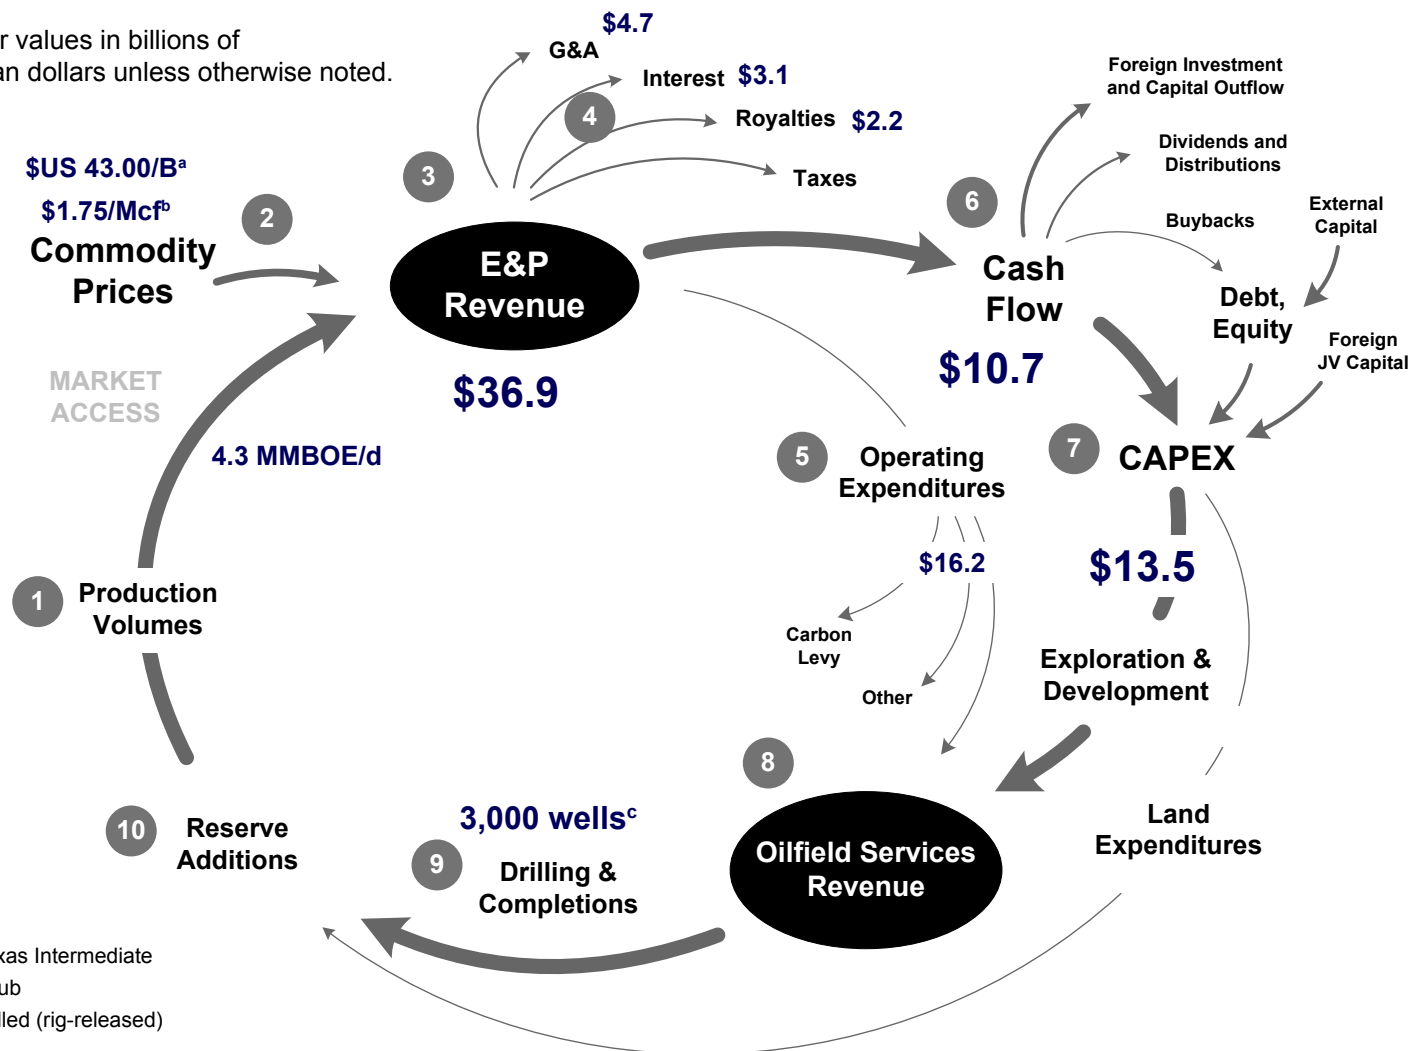 r values in billions of
an dollars unless otherwise noted.
$4.7
G&A
Interest $3.1
4
Royalties $2.2
Taxes
3
$US 43.00/Bᵃ
$1.75/Mcfᵇ
2
Commodity
Prices
E&P
Revenue
$36.9
Foreign Investment
and Capital Outflow
Dividends and
Distributions
6
Buybacks
External
Capital
Cash
Flow
$10.7
Debt,
Equity
Foreign
JV Capital
MARKET
ACCESS
4.3 MMBOE/d
5
Operating
Expenditures
7
CAPEX
$16.2
$13.5
1
Production
Volumes
Carbon
Levy
Other
Exploration &
Development
8
Oilfield Services
Revenue
Land
Expenditures
3,000 wellsᶜ
9
Drilling &
Completions
10
Reserve
Additions
xas Intermediate
ub
lled (rig-released)